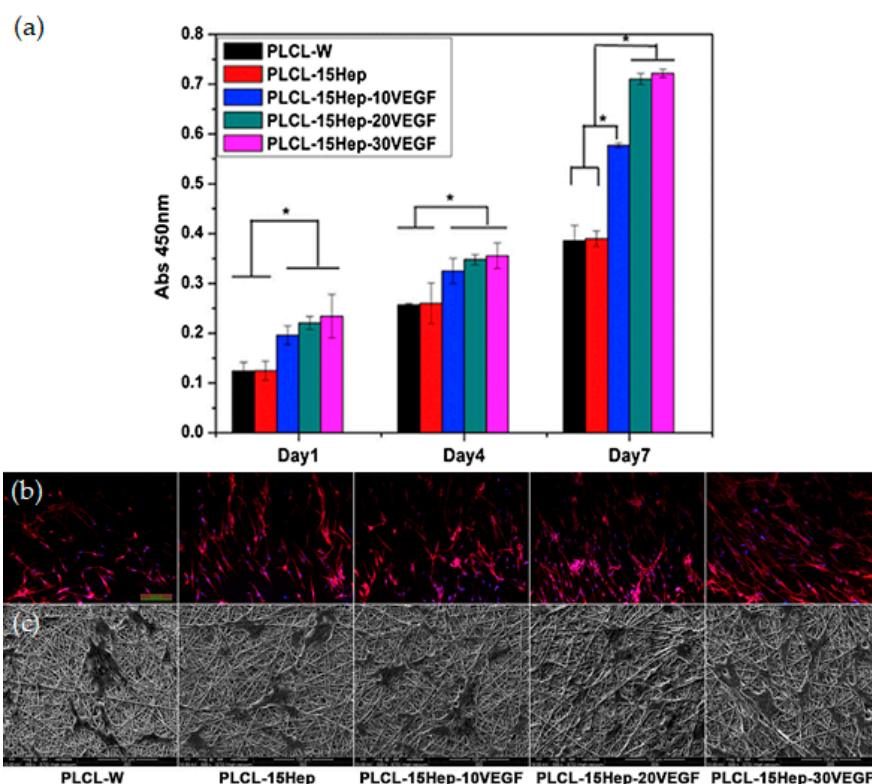 (a)
0.8
0.7
0.6
0.5
0.4
0.3
0.2
0.1
0.0
Abs 450nm
PLCL-W
PLCL-15Hep
PLCL-15Hep-10VEGF
PLCL-15Hep-20VEGF
PLCL-15Hep-30VEGF
*
*
*
*
Day1
Day4
Day7
(b)
(c)
PLCL-W
PLCL-15Hep
PLCL-15Hep-10VEGF
PLCL-15Hep-20VEGF
PLCL-15Hep-30VEGF